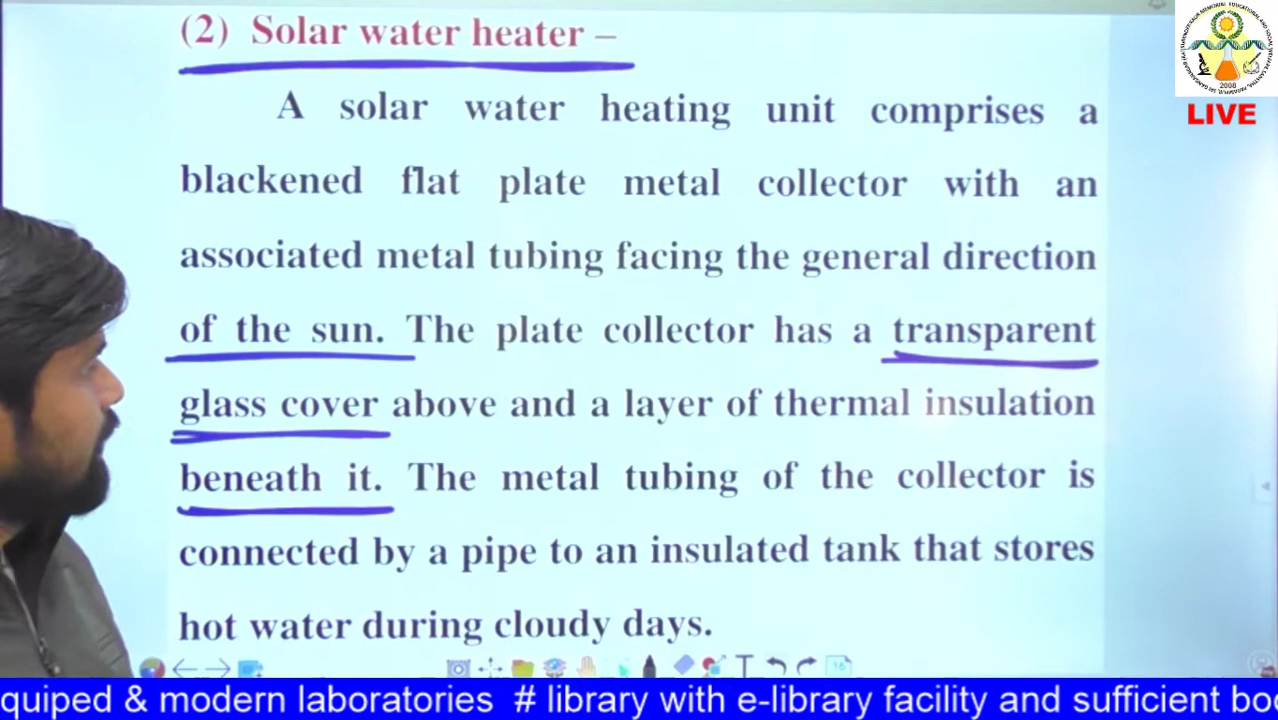 (2) Solar water heater –
A solar water heating unit comprises a
blackened flat plate metal collector with an
associated metal tubing facing the general direction
of the sun. The plate collector has a transparent
glass cover above and a layer of thermal insulation
beneath it. The metal tubing of the collector is
connected by a pipe to an insulated tank that stores
hot water during cloudy days.
2008
LIVE
16
quiped & modern laboratories # library with e-library facility and sufficient bo